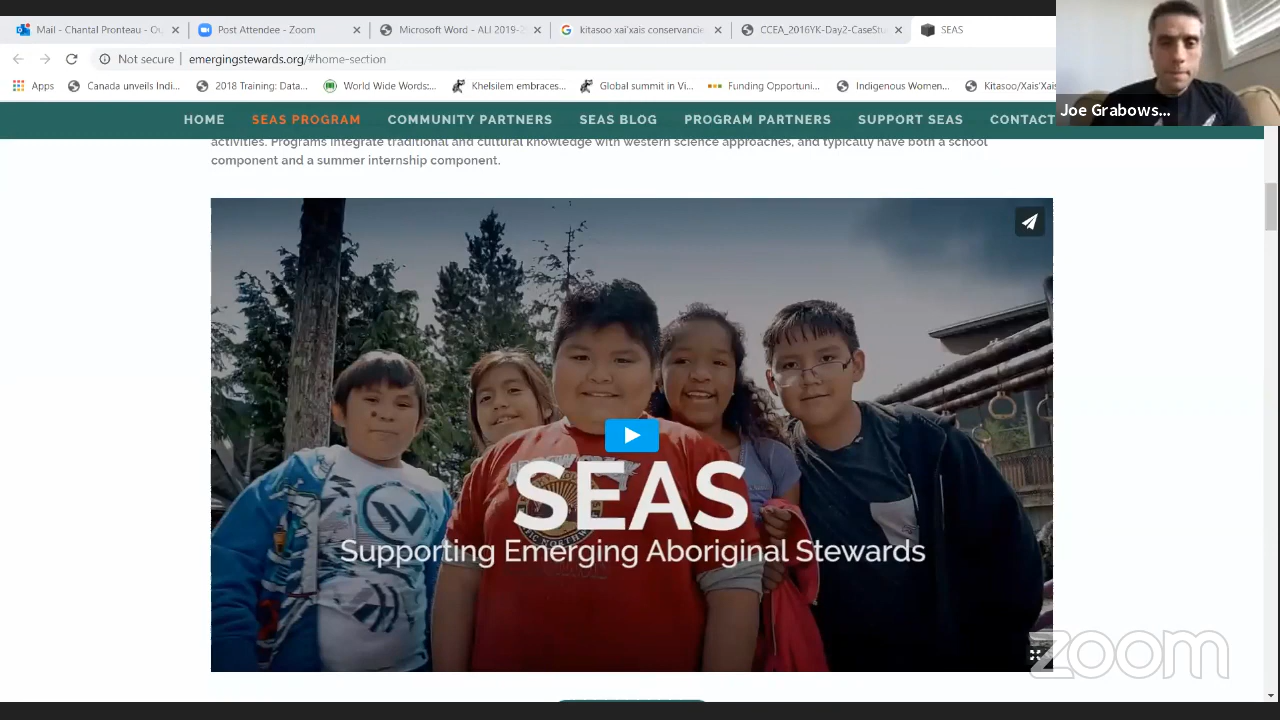 Mail - Chantal Pronteau - Ou
Post Attendee - Zoom
Microsoft Word - ALI 2019-2
kitasoo xai'xais conservancie
CCEA_2016YK-Day2-CaseStu
SEAS
Not secure | emergingstewards.org/#home-section
Apps
Canada unveils Indi...
2018 Training: Data...
World Wide Words:...
Khelsilem embraces...
Global summit in Vi...
Funding Opportuni...
Indigenous Women...
Kitasoo/Xais'Xais
Joe Grabows...
HOME
SEAS PROGRAM
COMMUNITY PARTNERS
SEAS BLOG
PROGRAM PARTNERS
SUPPORT SEAS
CONTACT
activities. Programs integrate traditional and cultural knowledge with western science approaches, and typically have both a school
component and a summer internship component.
SEAS
Supporting Emerging Aboriginal Stewards
zoom